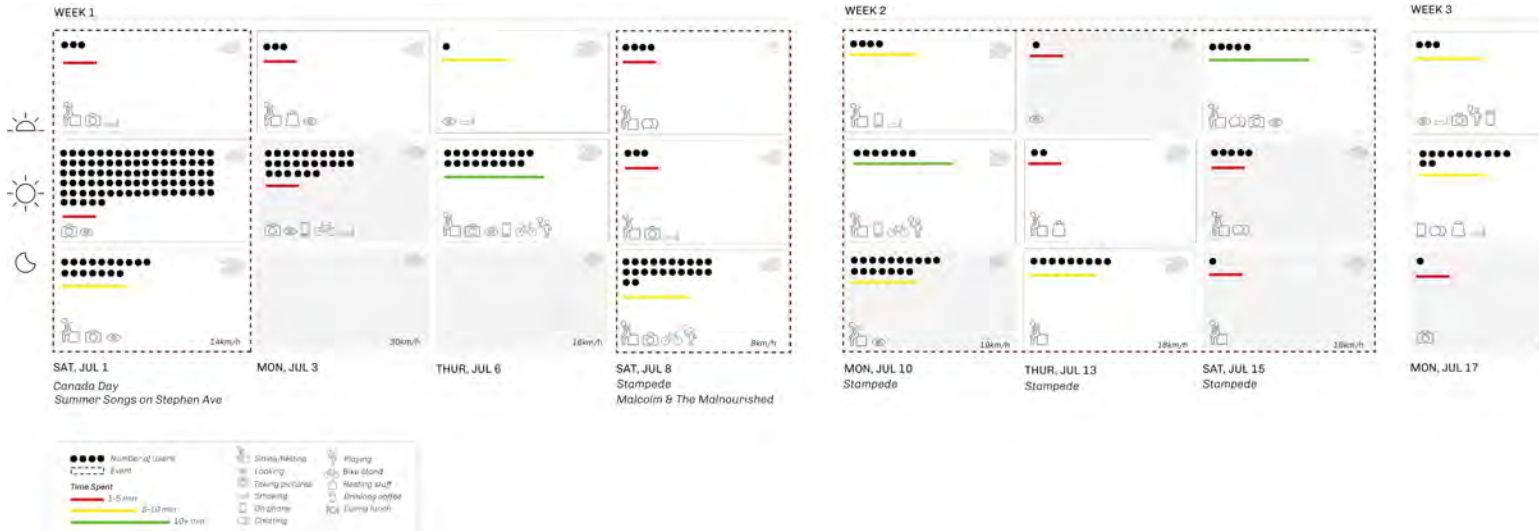 WEEK 1
WEEK 2
WEEK 3
14km/h
30km/h
16km/h
8km/h
19km/h
18km/h
16km/h
SAT, JUL 1
MON, JUL 3
THUR, JUL 6
SAT, JUL 8
MON, JUL 10
THUR, JUL 13
SAT, JUL 15
MON, JUL 17
Canada Day
Summer Songs on Stephen Ave
Stampede
Malcolm & The Malnourished
Stampede
Stampede
Stampede
Number of Users
Event
Time Spent
1-5 min
5-10 min
10+ min
Sitting/Resting
Looking
Taking pictures
Smoking
On phone
Chatting
Playing
Bike Stand
Resting stuff
Drinking coffee
During lunch